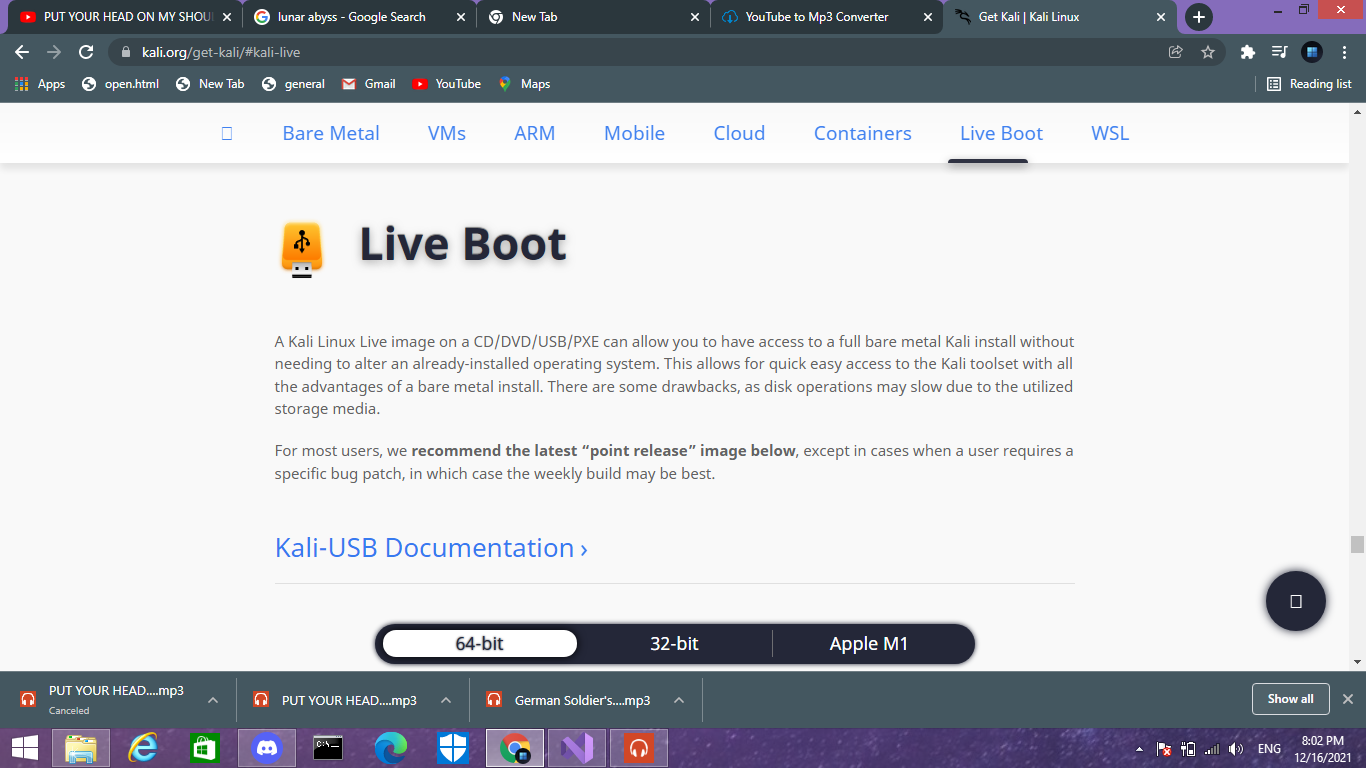 PUT YOUR HEAD ON MY SHOU
lunar abyss - Google Search
New Tab
YouTube to Mp3 Converter
Get Kali | Kali Linux
kali.org/get-kali/#kali-live
Apps
open.html
New Tab
general
Gmail
YouTube
Maps
Reading list
Bare Metal
VMs
ARM
Mobile
Cloud
Containers
Live Boot
WSL
Live Boot
A Kali Linux Live image on a CD/DVD/USB/PXE can allow you to have access to a full bare metal Kali install without
needing to alter an already-installed operating system. This allows for quick easy access to the Kali toolset with all
the advantages of a bare metal install. There are some drawbacks, as disk operations may slow due to the utilized
storage media.
For most users, we recommend the latest “point release” image below, except in cases when a user requires a
specific bug patch, in which case the weekly build may be best.
Kali-USB Documentation ›
64-bit
32-bit
Apple M1
PUT YOUR HEAD....mp3
Canceled
PUT YOUR HEAD....mp3
German Soldier's....mp3
Show all
ENG
8:02 PM
12/16/2021